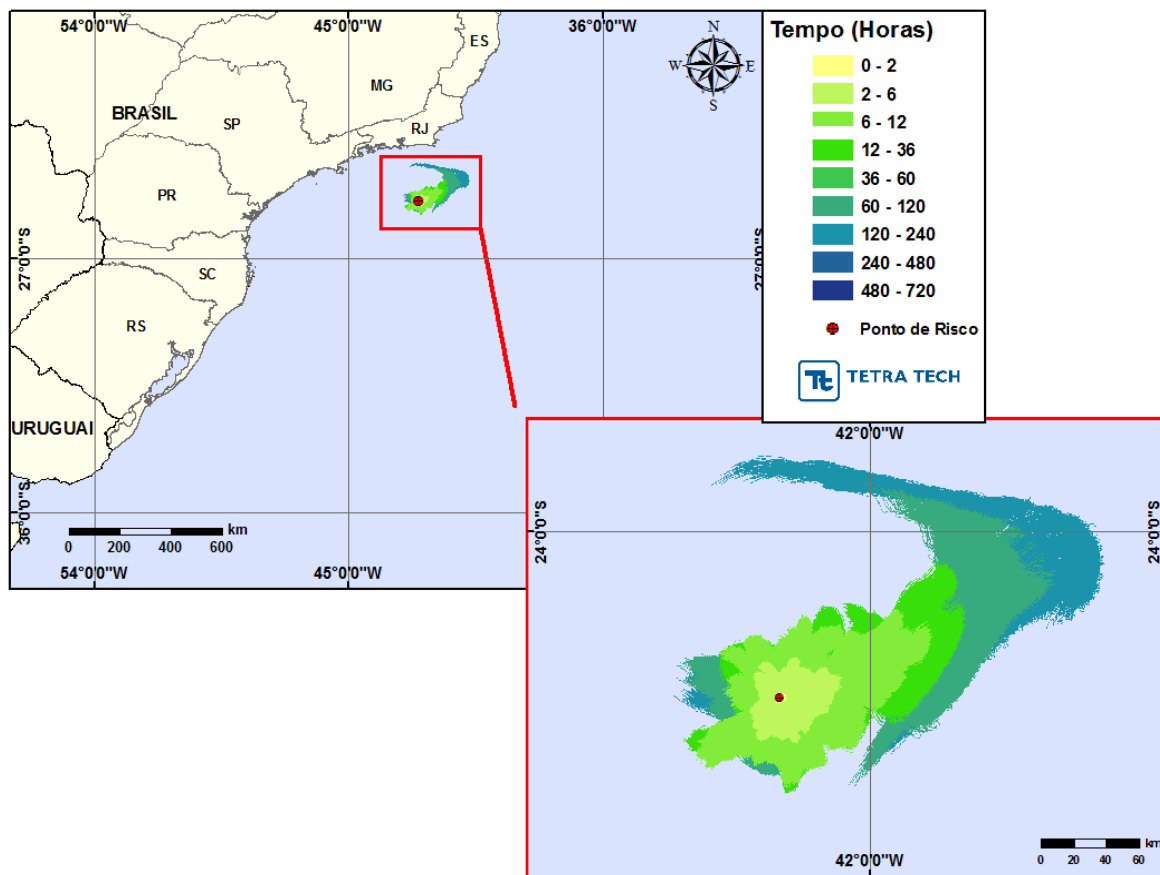 54°0'0"W
45°0'0"W
36°0'0"W
ES
MG
BRASIL
SP
RJ
PR
SC
RS
URUGUAI
27°0'0"S
27°0'0"S
36°0'0"S
km
0 200 400 600
54°0'0"W
45°0'0"W
N
W E
S
Tempo (Horas)
0 - 2
2 - 6
6 - 12
12 - 36
36 - 60
60 - 120
120 - 240
240 - 480
480 - 720
Ponto de Risco
Tt TETRA TECH
42°0'0"W
24°0'0"S
24°0'0"S
42°0'0"W
km
0 20 40 60